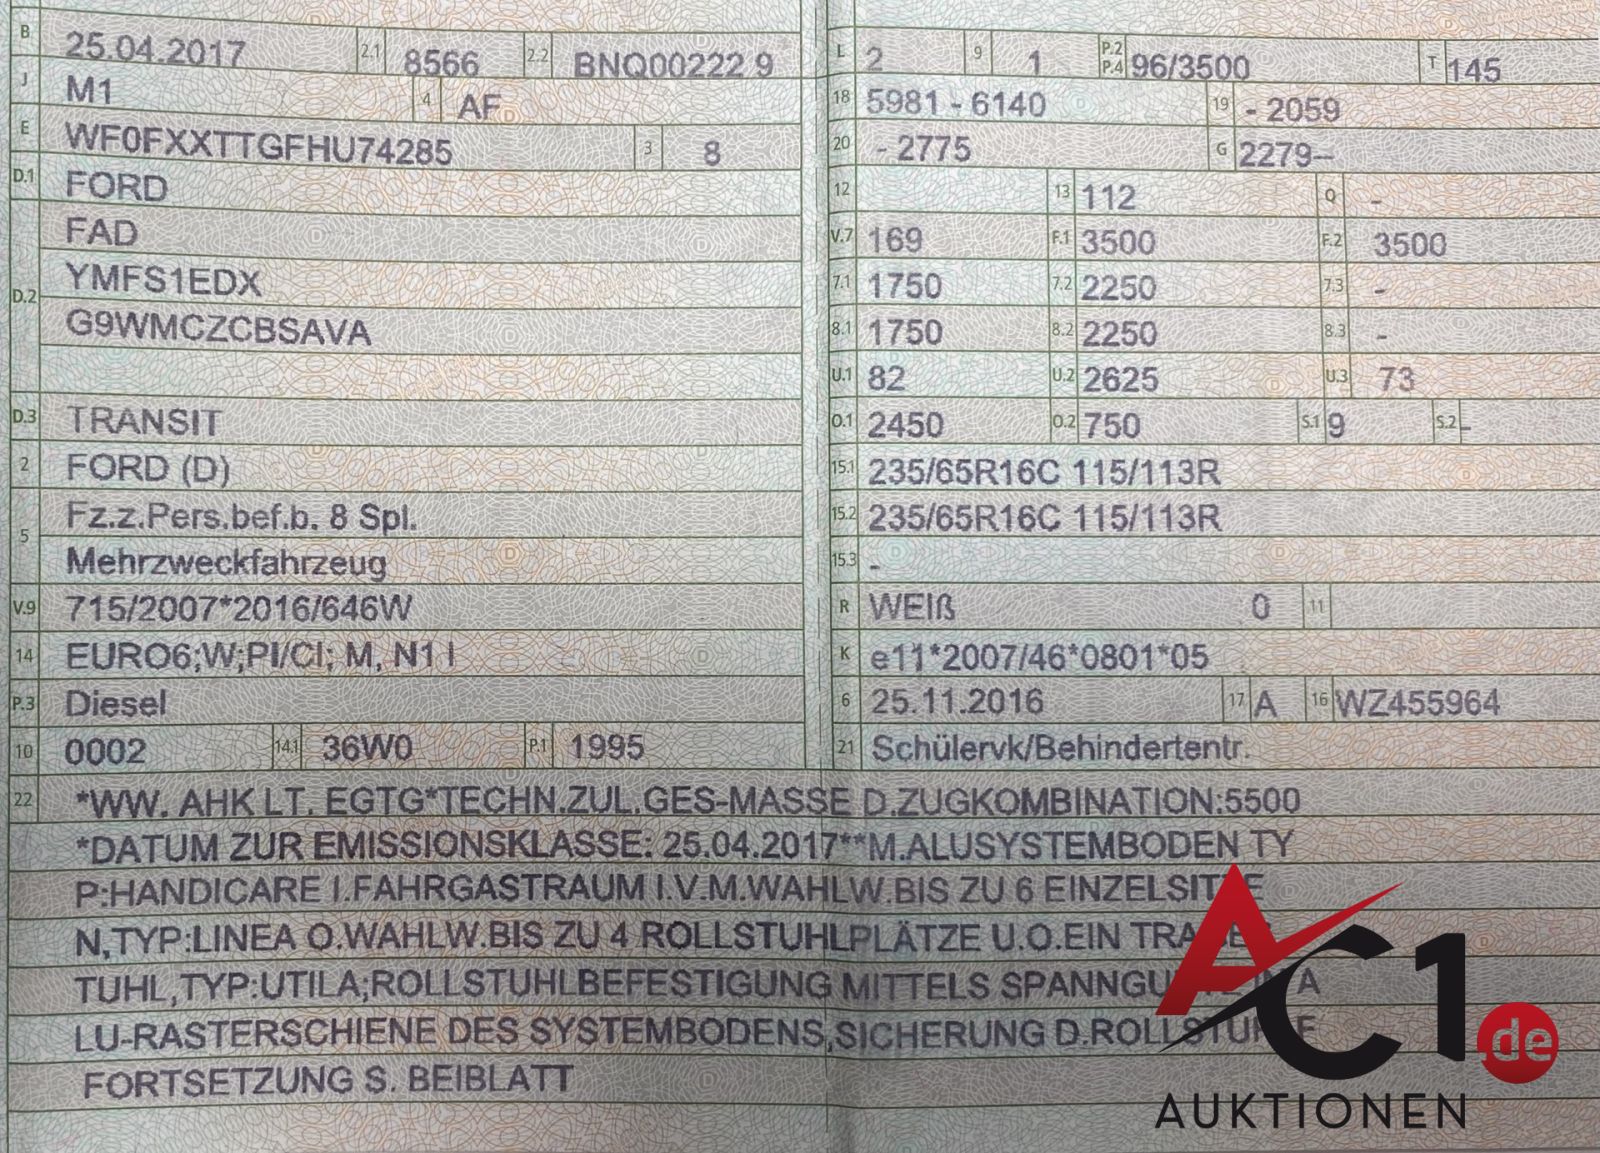 B 25.04.2017 2.1 8566 2.2 BNQ00222 9
J M1 4 AF
E WF0FXXTTGFHU74285 3 8
D.1 FORD
FAD
D.2 YMFS1EDX
G9WMCZCBSAVA
D.3 TRANSIT
2 FORD (D)
5 Fz.z.Pers.bef.b. 8 Spl.
Mehrzweckfahrzeug
V.9 715/2007*2016/646W
14 EURO6;W;PI/CI; M, N1 I
P.3 Diesel
10 0002 14.1 36W0 P.1 1995
L 2 9 1 P.2 P.4 96/3500 T 145
18 5981 - 6140 19 - 2059
20 - 2775 G 2279--
12 13 112 Q -
V.7 169 F.1 3500 F.2 3500
7.1 1750 7.2 2250 7.3 -
8.1 1750 8.2 2250 8.3 -
U.1 82 U.2 2625 U.3 73
O.1 2450 O.2 750 S.1 9 S.2 -
15.1 235/65R16C 115/113R
15.2 235/65R16C 115/113R
15.3 -
R WEIß 0 11
K e11*2007/46*0801*05
6 25.11.2016 17 A 16 WZ455964
21 Schülervk/Behindertentr.
22 *WW. AHK LT. EGTG*TECHN.ZUL.GES-MASSE D.ZUGKOMBINATION:5500
*DATUM ZUR EMISSIONSKLASSE: 25.04.2017**M.ALUSYSTEMBODEN TY
P:HANDICARE I.FAHRGASTRAUM I.V.M.WAHLW.BIS ZU 6 EINZELSITZE
N,TYP:LINEA O.WAHLW.BIS ZU 4 ROLLSTUHLPLÄTZE U.O.EIN
TUHL,TYP:UTILA;ROLLSTUHLBEFESTIGUNG MITTELS A
LU-RASTERSCHIENE DES SYSTEMBODENS,SICHERUNG
FORTSETZUNG S. BEIBLATT
AC1.de
AUKTIONEN